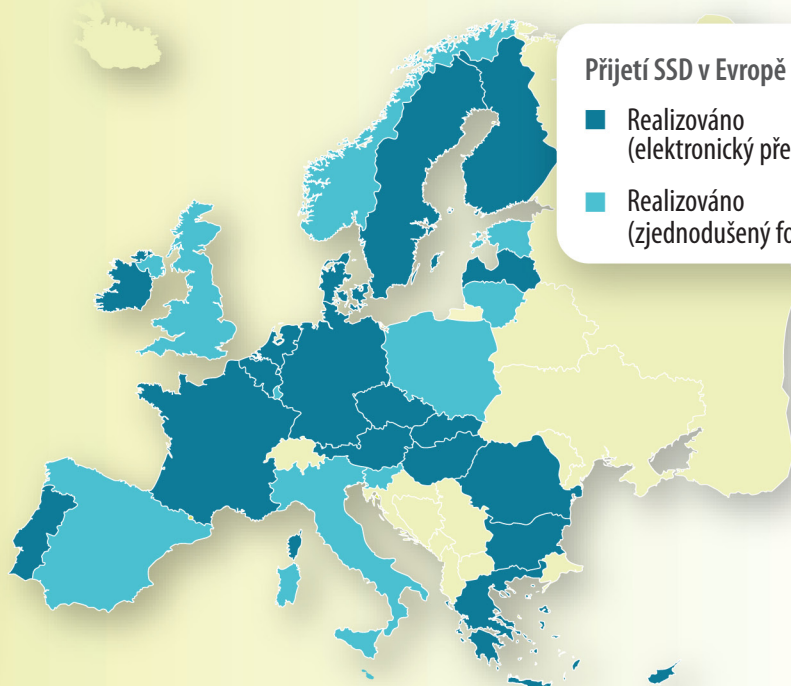 Přijetí SSD v Evropě
Realizováno
(elektronický pře
Realizováno
(zjednodušený fo